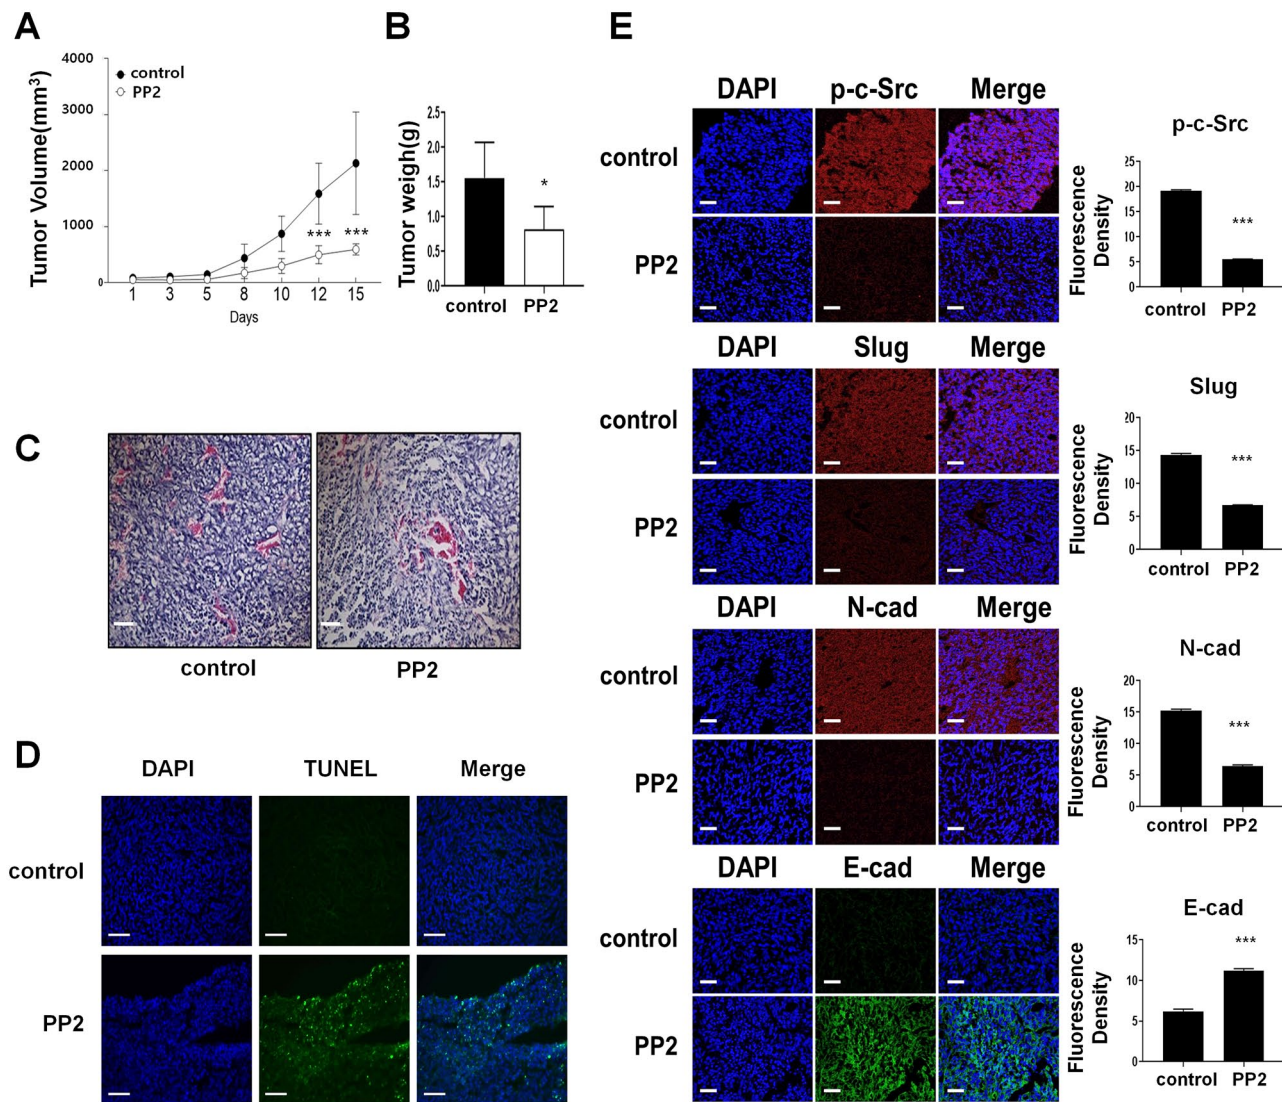 A
Tumor Volume(mm3)
4000
3000
2000
1000
0
control
PP2
***
***
1 3 5 8 10 12 15
Days
B
Tumor weigh(g)
2.5
2.0
1.5
1.0
0.5
0.0
*
control PP2
C
control PP2
D
DAPI TUNEL Merge
control
PP2
E
DAPI p-c-Src Merge
control
PP2
p-c-Src
Fluorescence
Density
25
20
15
10
5
0
***
control PP2
DAPI Slug Merge
control
PP2
Slug
Fluorescence
Density
20
15
10
5
0
***
control PP2
DAPI N-cad Merge
control
PP2
N-cad
Fluorescence
Density
20
15
10
5
0
***
control PP2
DAPI E-cad Merge
control
PP2
E-cad
Fluorescence
Density
15
10
5
0
***
control PP2